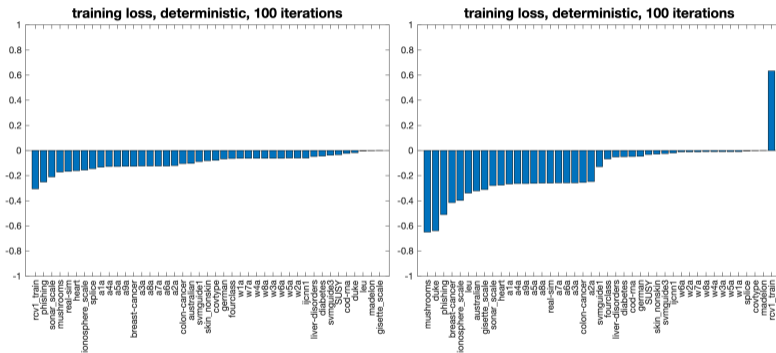 training loss, deterministic, 100 iterations
1
0.8
0.6
0.4
0.2
0
-0.2
-0.4
-0.6
-0.8
-1
rcv1_train
phishing
sonar_scale
mushrooms
real-sim
heart
ionosphere_scale
splice
a1a
a4a
a5a
a9a
breast-cancer
a3a
a8a
a7a
a6a
a2a
colon-cancer
australian
svmguide1
skin_nonskin
covtype
german
fourclass
w1a
w7a
w4a
w8a
w3a
w6a
w5a
w2a
ijcnn1
liver-disorders
diabetes
svmguide3
SUSY
cod-rna
duke
leu
madelon
gisette_scale
training loss, deterministic, 100 iterations
1
0.8
0.6
0.4
0.2
0
-0.2
-0.4
-0.6
-0.8
-1
mushrooms
duke
phishing
breast-cancer
ionosphere_scale
leu
australian
gisette_scale
sonar_scale
heart
a1a
a4a
a9a
a5a
a8a
real-sim
a7a
a6a
a3a
colon-cancer
a2a
svmguide1
fourclass
liver-disorders
diabetes
cod-rna
german
SUSY
skin_nonskin
svmguide3
ijcnn1
w6a
w2a
w7a
w8a
w4a
w3a
w5a
w1a
splice
covtype
madelon
rcv1_train